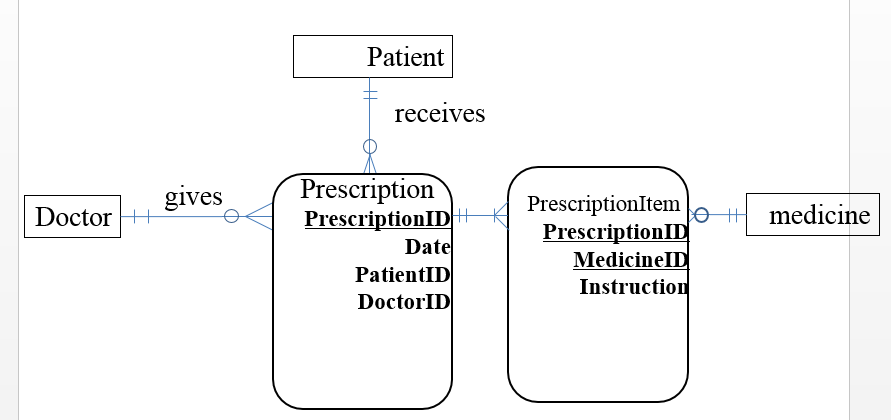 Patient
receives
gives
Doctor
Prescription
PrescriptionID
Date
PatientID
DoctorID
PrescriptionItem
PrescriptionID
MedicineID
Instruction
medicine